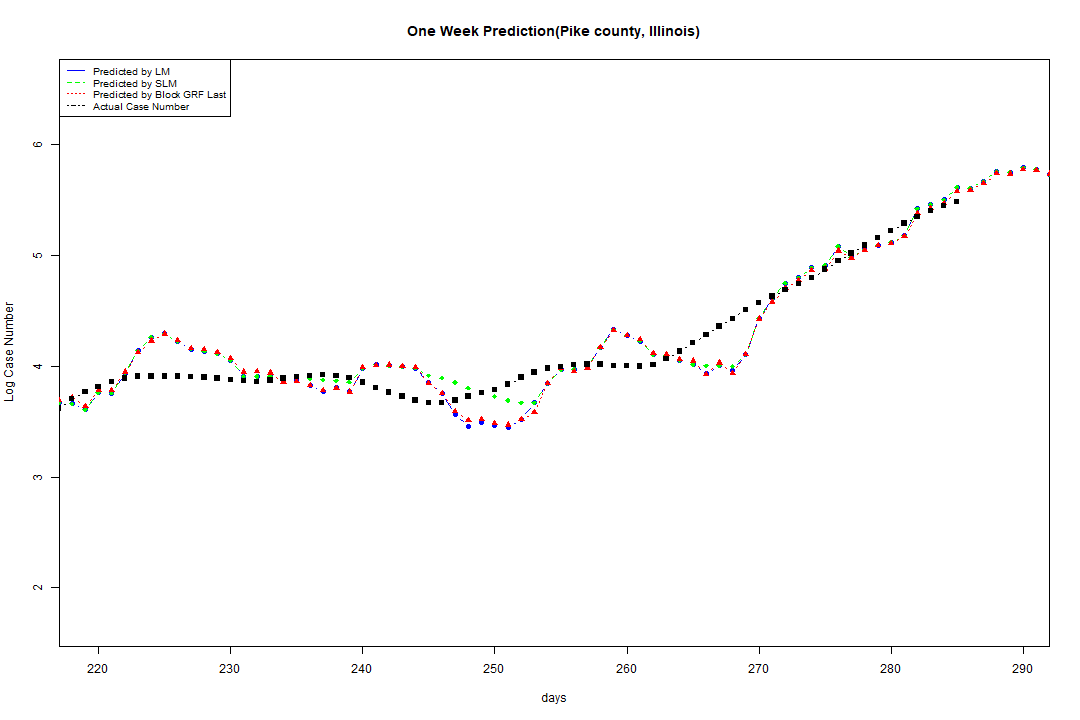 One Week Prediction(Pike county, Illinois)
Predicted by LM
Predicted by SLM
Predicted by Block GRF Last
Actual Case Number
6
5
4
3
2
Log Case Number
220 230 240 250 260 270 280 290
days